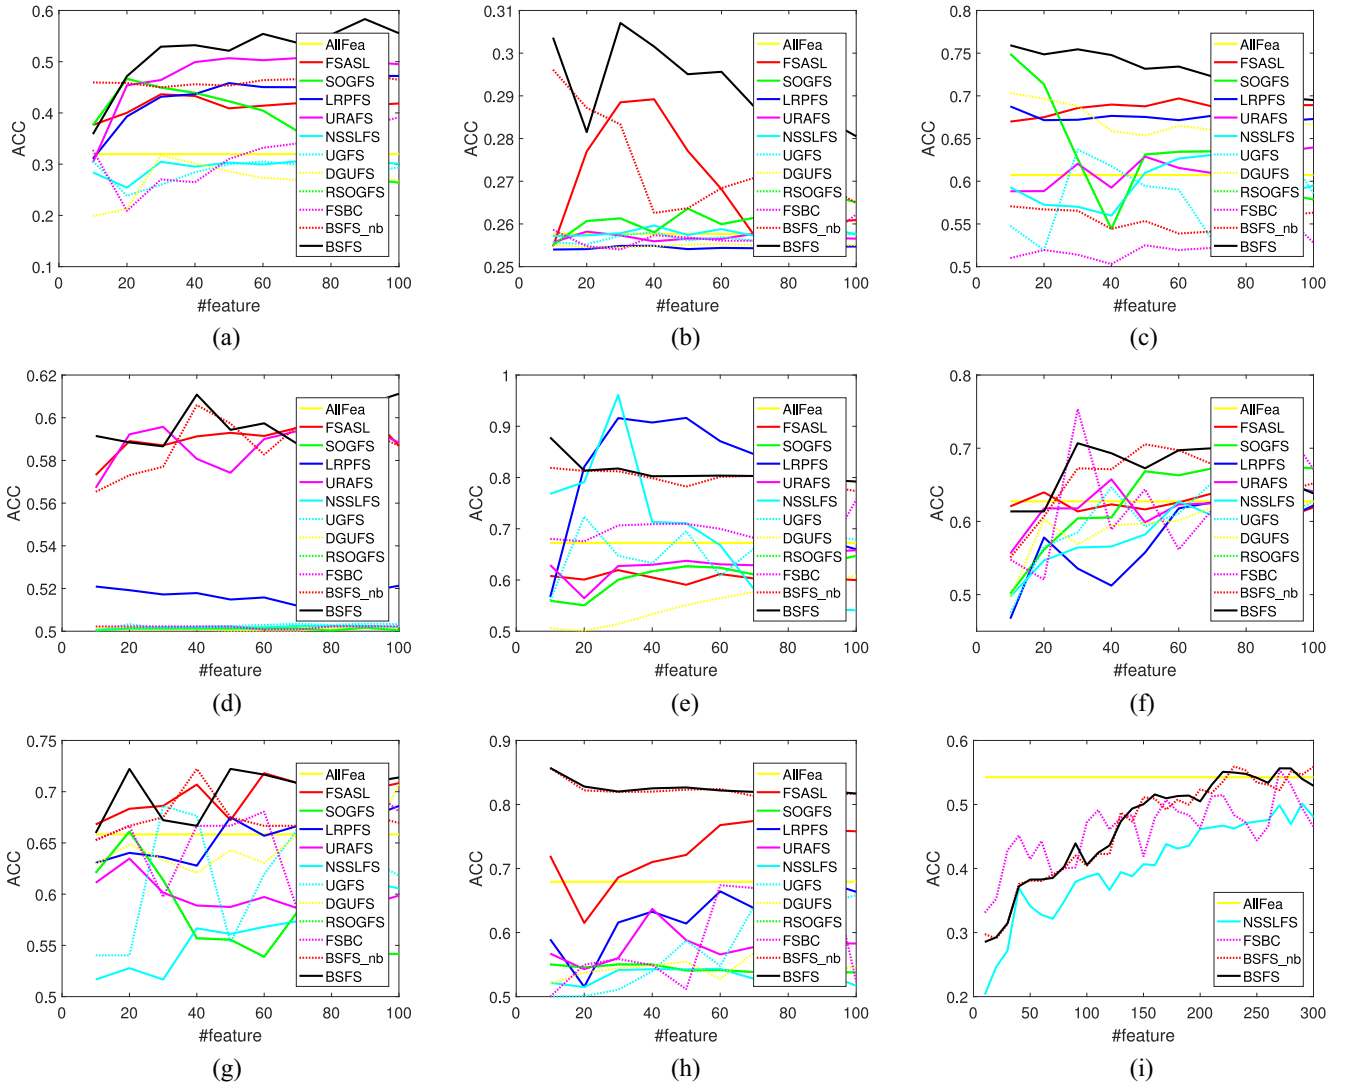 0.6
0.5
0.4
0.3
0.2
0.1
ACC
0 20 40 60 80 100
#feature
AllFea
FSASL
SOGFS
LRPFS
URAFS
NSSLFS
UGFS
DGUFS
RSOGFS
FSBC
BSFS_nb
BSFS
(a)
0.31
0.3
0.29
0.28
0.27
0.26
0.25
ACC
0 20 40 60 80 100
#feature
AllFea
FSASL
SOGFS
LRPFS
URAFS
NSSLFS
UGFS
DGUFS
RSOGFS
FSBC
BSFS_nb
BSFS
(b)
0.8
0.75
0.7
0.65
0.6
0.55
0.5
ACC
0 20 40 60 80 100
#feature
AllFea
FSASL
SOGFS
LRPFS
URAFS
NSSLFS
UGFS
DGUFS
RSOGFS
FSBC
BSFS_nb
BSFS
(c)
0.62
0.6
0.58
0.56
0.54
0.52
0.5
ACC
0 20 40 60 80 100
#feature
AllFea
FSASL
SOGFS
LRPFS
URAFS
NSSLFS
UGFS
DGUFS
RSOGFS
FSBC
BSFS_nb
BSFS
(d)
1
0.9
0.8
0.7
0.6
0.5
ACC
0 20 40 60 80 100
#feature
AllFea
FSASL
SOGFS
LRPFS
URAFS
NSSLFS
UGFS
DGUFS
RSOGFS
FSBC
BSFS_nb
BSFS
(e)
0.8
0.7
0.6
0.5
ACC
0 20 40 60 80 100
#feature
AllFea
FSASL
SOGFS
LRPFS
URAFS
NSSLFS
UGFS
DGUFS
RSOGFS
FSBC
BSFS_nb
BSFS
(f)
0.75
0.7
0.65
0.6
0.55
0.5
ACC
0 20 40 60 80 100
#feature
AllFea
FSASL
SOGFS
LRPFS
URAFS
NSSLFS
UGFS
DGUFS
RSOGFS
FSBC
BSFS_nb
BSFS
(g)
0.9
0.8
0.7
0.6
0.5
ACC
0 20 40 60 80 100
#feature
AllFea
FSASL
SOGFS
LRPFS
URAFS
NSSLFS
UGFS
DGUFS
RSOGFS
FSBC
BSFS_nb
BSFS
(h)
0.6
0.5
0.4
0.3
0.2
ACC
0 50 100 150 200 250 300
#feature
AllFea
NSSLFS
FSBC
BSFS_nb
BSFS
(i)